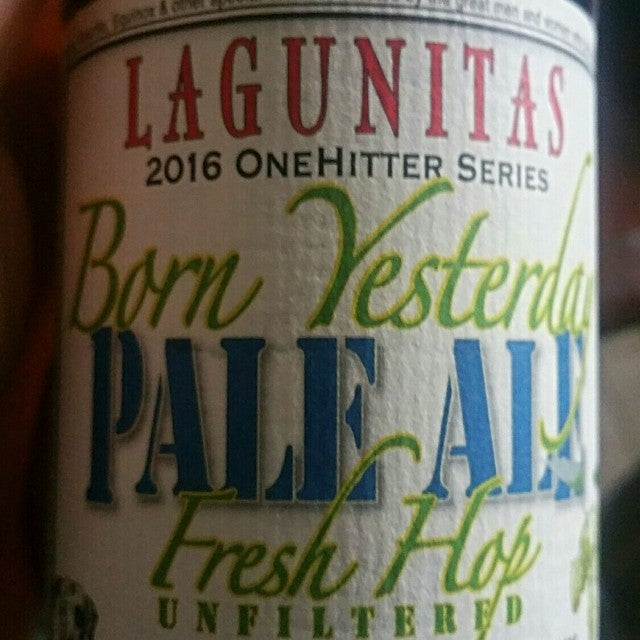 LAGUNITAS
2016 ONEHITTER SERIES
Born Yesterday
PALE ALE
Fresh Hop
UNFILTERED